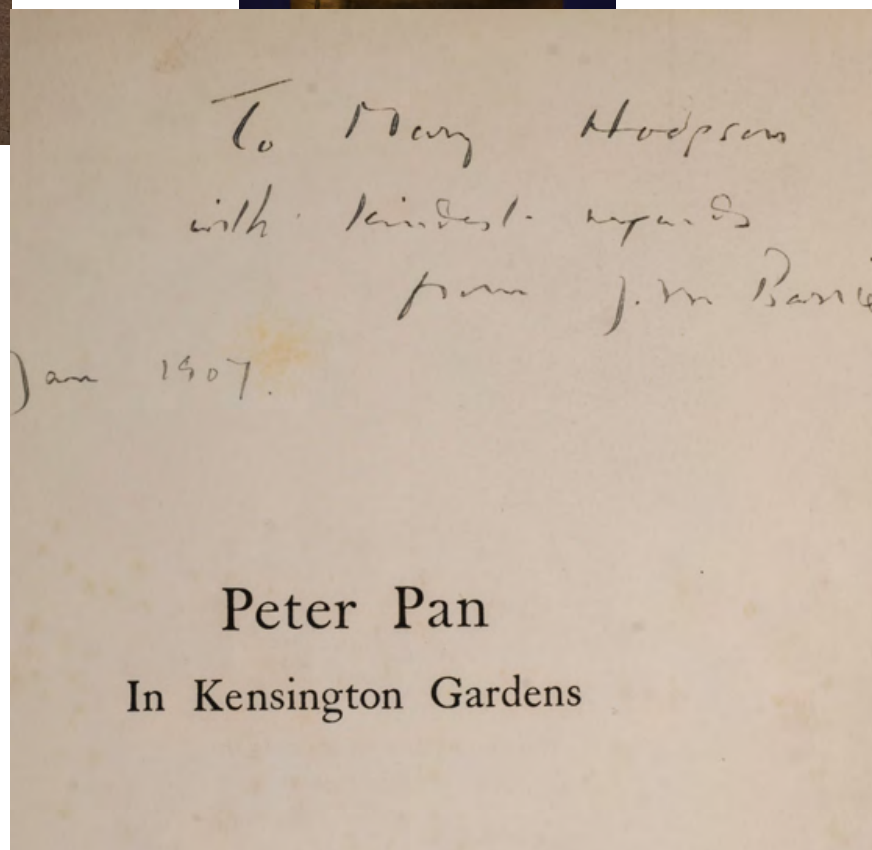 To Mary Hodgson
with kindest regards
from J. M Barrie
Jan 1907.
Peter Pan
In Kensington Gardens